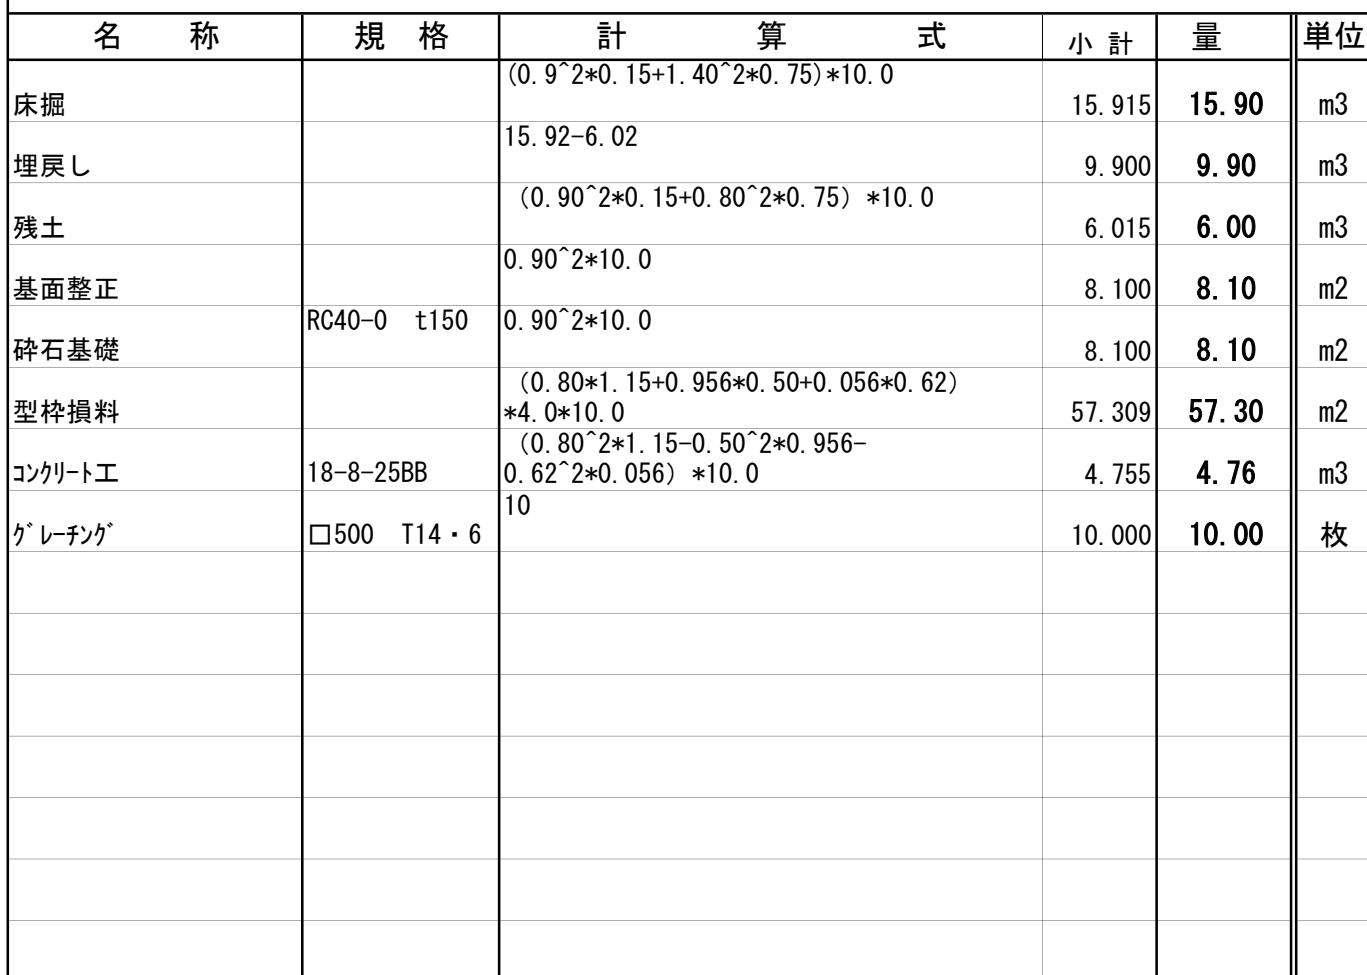 名 称 規 格 計 算 式 小 計 量 単位
(0.9^2*0.15+1.40^2*0.75)*10.0
床掘 15.915 15.90 m3
15.92-6.02
埋戻し 9.900 9.90 m3
(0.90^2*0.15+0.80^2*0.75) *10.0
残土 6.015 6.00 m3
0.90^2*10.0
基面整正 8.100 8.10 m2
RC40-0 t150 0.90^2*10.0
砕石基礎 8.100 8.10 m2
(0.80*1.15+0.956*0.50+0.056*0.62)
型枠損料 *4.0*10.0 57.309 57.30 m2
(0.80^2*1.15-0.50^2*0.956-
ｺﾝｸﾘｰﾄ工 18-8-25BB 0.62^2*0.056) *10.0 4.755 4.76 m3
10
ｸﾞﾚｰﾁﾝｸﾞ □500 T14・6 10.000 10.00 枚